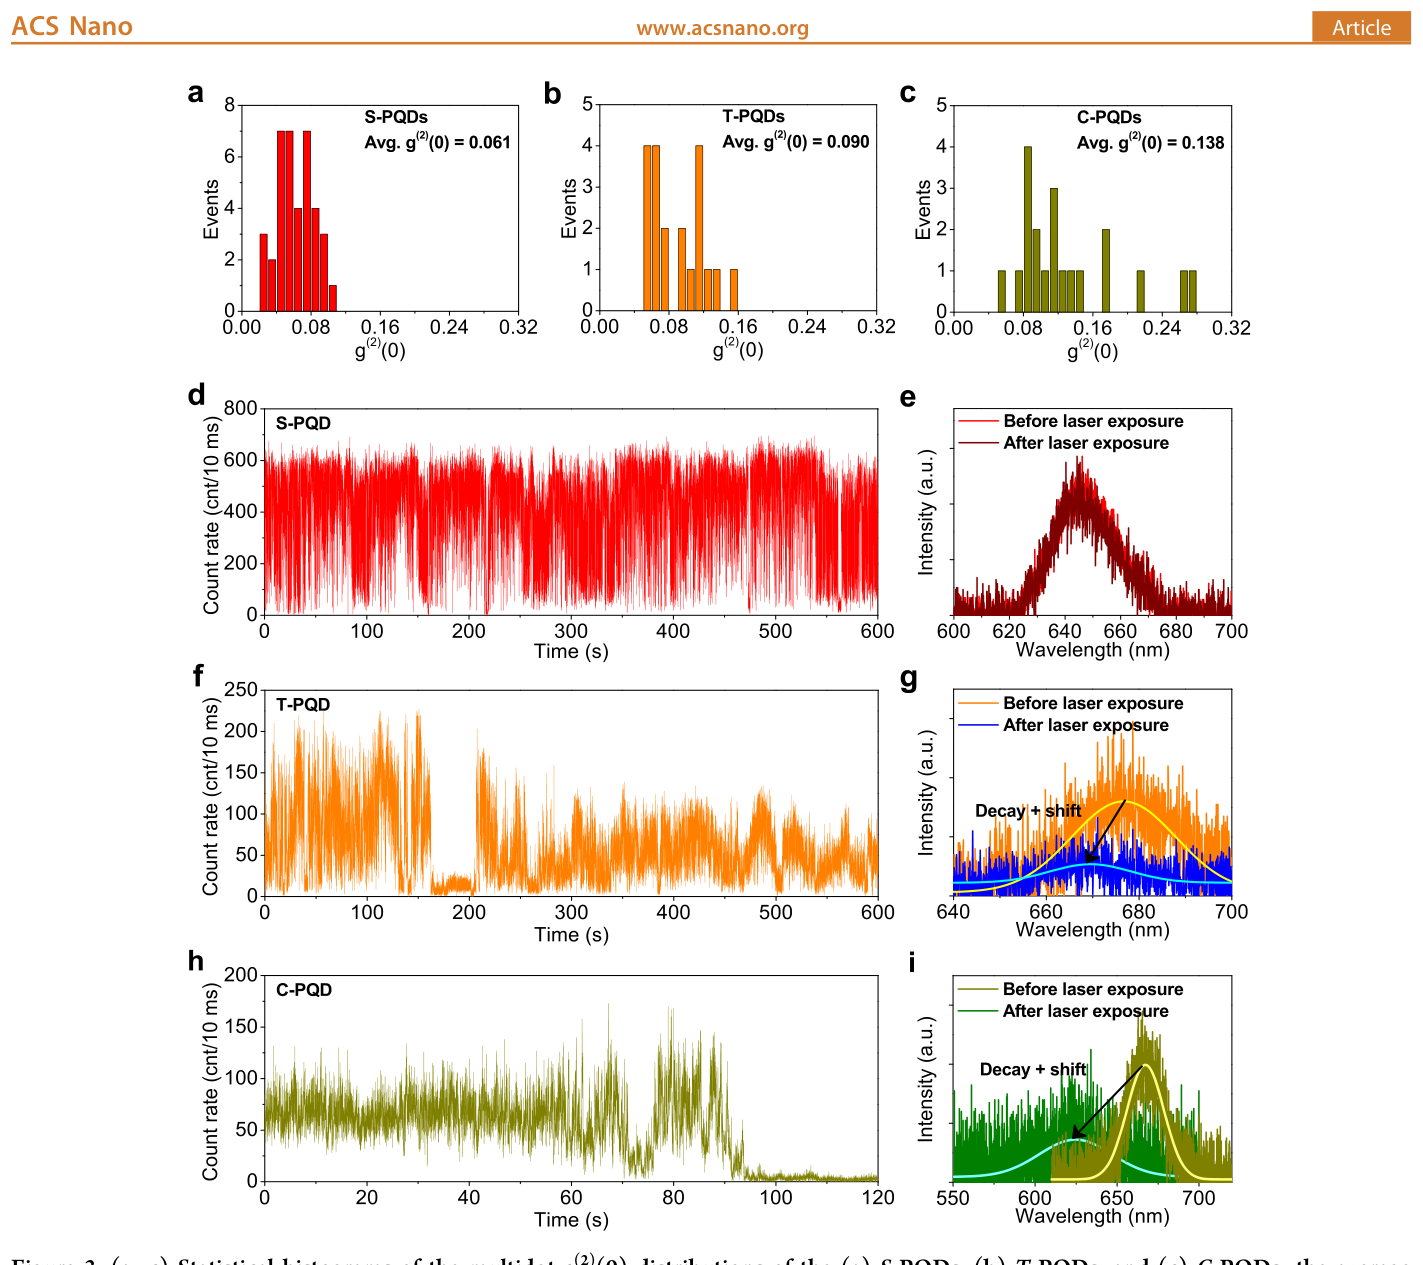 ACS Nano
www.acsnano.org
Article
a
S-PQDs
Avg. g(2)(0) = 0.061
Events
8
6
4
2
0
0.00 0.08 0.16 0.24 0.32
g(2)(0)
b
T-PQDs
Avg. g(2)(0) = 0.090
Events
5
4
3
2
1
0
0.00 0.08 0.16 0.24 0.32
g(2)(0)
c
C-PQDs
Avg. g(2)(0) = 0.138
Events
5
4
3
2
1
0
0.00 0.08 0.16 0.24 0.32
g(2)(0)
d
S-PQD
Count rate (cnt/10 ms)
800
600
400
200
0
0 100 200 300 400 500 600
Time (s)
e
Before laser exposure
After laser exposure
Intensity (a.u.)
600 620 640 660 680 700
Wavelength (nm)
f
T-PQD
Count rate (cnt/10 ms)
250
200
150
100
50
0
0 100 200 300 400 500 600
Time (s)
g
Before laser exposure
After laser exposure
Decay + shift
Intensity (a.u.)
640 660 680 700
Wavelength (nm)
h
C-PQD
Count rate (cnt/10 ms)
200
150
100
50
0
0 20 40 60 80 100 120
Time (s)
i
Before laser exposure
After laser exposure
Decay + shift
Intensity (a.u.)
550 600 650 700
Wavelength (nm)